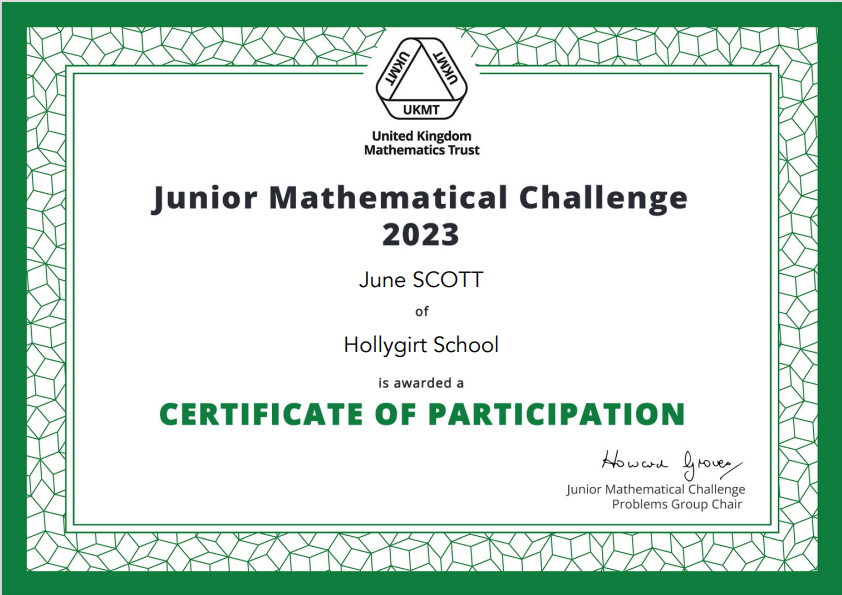 UKMT
UKMT
UKMT
United Kingdom
Mathematics Trust
Junior Mathematical Challenge
2023
June SCOTT
of
Hollygirt School
is awarded a
CERTIFICATE OF PARTICIPATION
Howard Groves
Junior Mathematical Challenge
Problems Group Chair